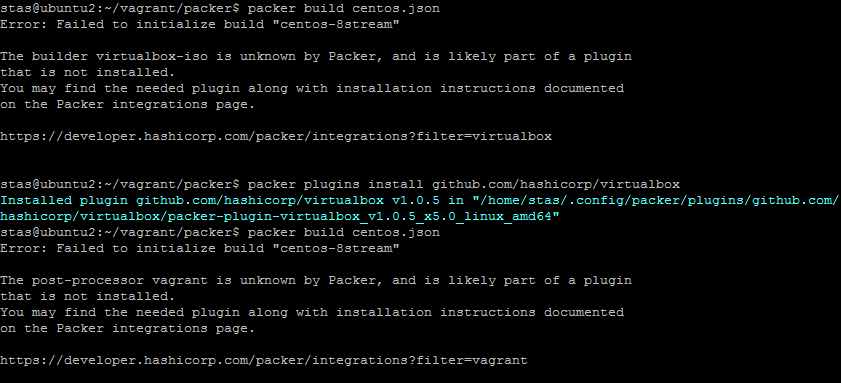 stas@ubuntu2:~/vagrant/packer$ packer build centos.json
Error: Failed to initialize build "centos-8stream"
The builder virtualbox-iso is unknown by Packer, and is likely part of a plugin
that is not installed.
You may find the needed plugin along with installation instructions documented
on the Packer integrations page.
https://developer.hashicorp.com/packer/integrations?filter=virtualbox
stas@ubuntu2:~/vagrant/packer$ packer plugins install github.com/hashicorp/virtualbox
Installed plugin github.com/hashicorp/virtualbox v1.0.5 in "/home/stas/.config/packer/plugins/github.com/
hashicorp/virtualbox/packer-plugin-virtualbox_v1.0.5_x5.0_linux_amd64"
stas@ubuntu2:~/vagrant/packer$ packer build centos.json
Error: Failed to initialize build "centos-8stream"
The post-processor vagrant is unknown by Packer, and is likely part of a plugin
that is not installed.
You may find the needed plugin along with installation instructions documented
on the Packer integrations page.
https://developer.hashicorp.com/packer/integrations?filter=vagrant